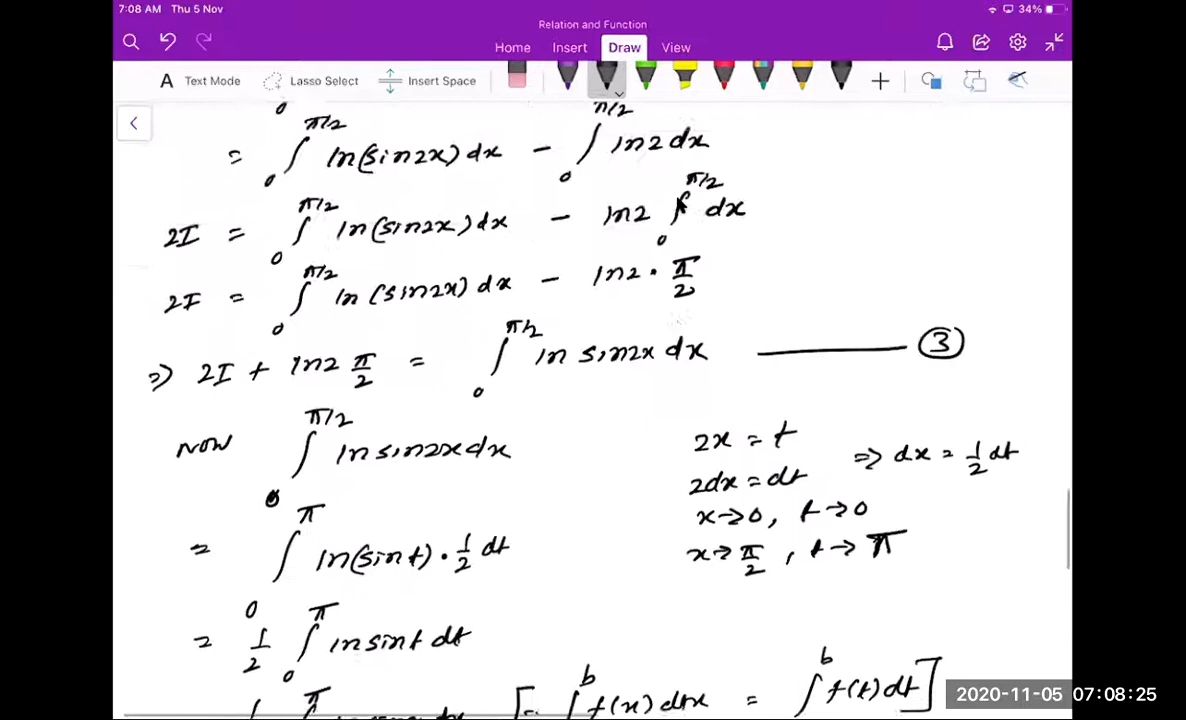 7:08 AM Thu 5 Nov 34%
Relation and Function
Home Insert Draw View
A Text Mode Lasso Select Insert Space
= ∫₀^(π/2) ln(sin2x) dx − ∫₀^(π/2) ln2 dx
2I = ∫₀^(π/2) ln(sin2x) dx − ln2 ∫₀^(π/2) dx
2I = ∫₀^(π/2) ln(sin2x) dx − ln2 · π/2
⇒ 2I + ln2 π/2 = ∫₀^(π/2) ln sin2x dx ——— ③
Now ∫₀^(π/2) ln sin2x dx
2x = t
2dx = dt ⇒ dx = 1/2 dt
x→0, t→0
x→π/2, t→π
= ∫₀^π ln(sin t) · 1/2 dt
= 1/2 ∫₀^π ln sin t dt
∫^b f(x) dx = ∫^b f(t) dt]
2020-11-05 07:08:25